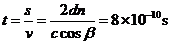 t = s/v = 2dn/(c cos β) = 8×10⁻¹⁰s